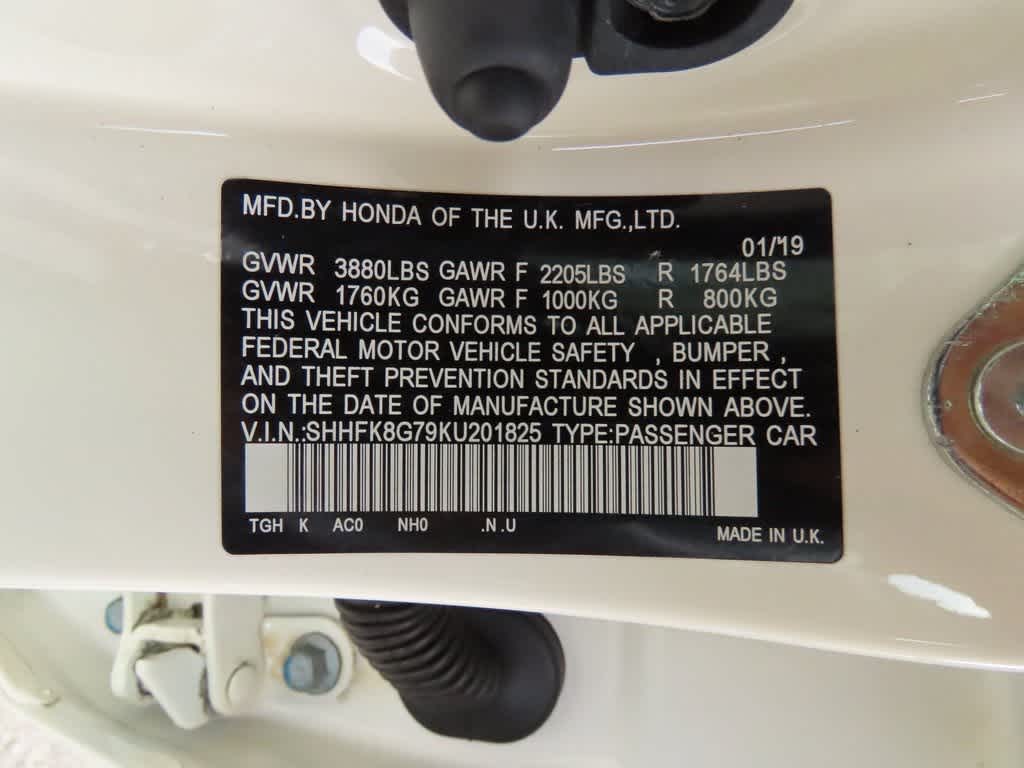 MFD.BY HONDA OF THE U.K. MFG.,LTD.
01/'19
GVWR 3880LBS GAWR F 2205LBS R 1764LBS
GVWR 1760KG GAWR F 1000KG R 800KG
THIS VEHICLE CONFORMS TO ALL APPLICABLE
FEDERAL MOTOR VEHICLE SAFETY , BUMPER ,
AND THEFT PREVENTION STANDARDS IN EFFECT
ON THE DATE OF MANUFACTURE SHOWN ABOVE.
V.I.N.:SHHFK8G79KU201825 TYPE:PASSENGER CAR
TGH K AC0 NH0 .N .U
MADE IN U.K.